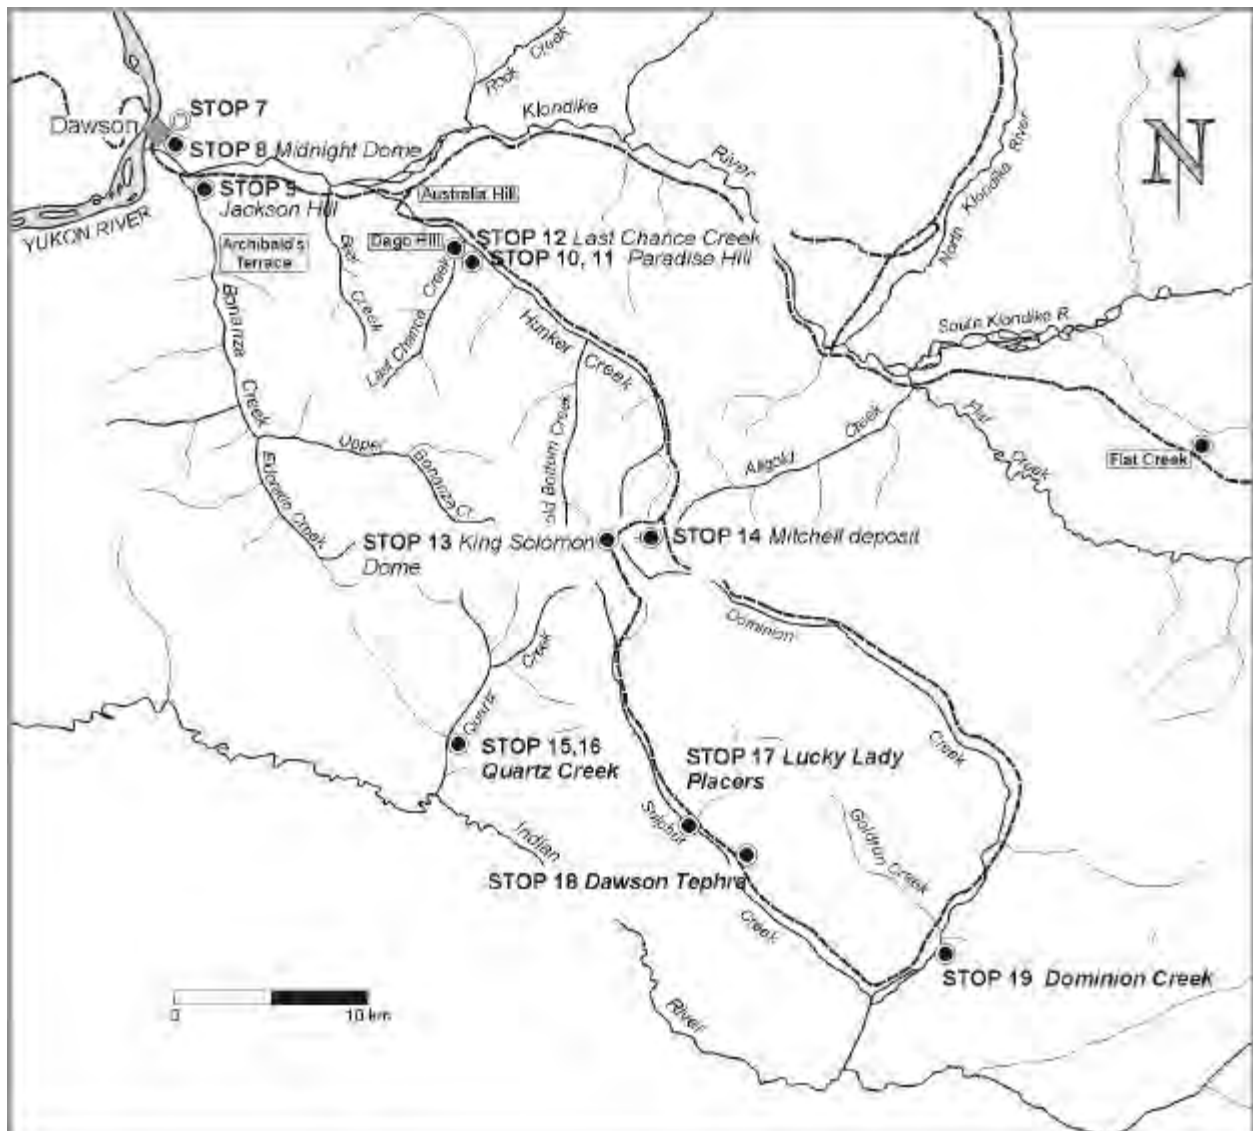 Rock Creek
STOP 7
Klondike
Dawson
STOP 8 Midnight Dome
River
North Klondike River
N
STOP 9
Jackson Hill
Australia Hill
YUKON RIVER
STOP 12 Last Chance Creek
Dago Hill
Archibald's
Terrace
STOP 10, 11 Paradise Hill
Bear Creek
Last Chance Creek
Bonanza
Hunker
Creek
South Klondike R.
Creek
Flat
Creek
Allgold
Creek
Upper
Bonanza Cr.
Eldorado Creek
old Bottom Creek
Flat Creek
STOP 13 King Solomon
Dome
STOP 14 Mitchell deposit
Dominion
Creek
Quartz
Creek
STOP 15,16
Quartz Creek
STOP 17 Lucky Lady
Placers
Sulphur
Goldrun Creek
Indian
STOP 18 Dawson Tephra
Creek
STOP 19 Dominion Creek
River
0 10 km